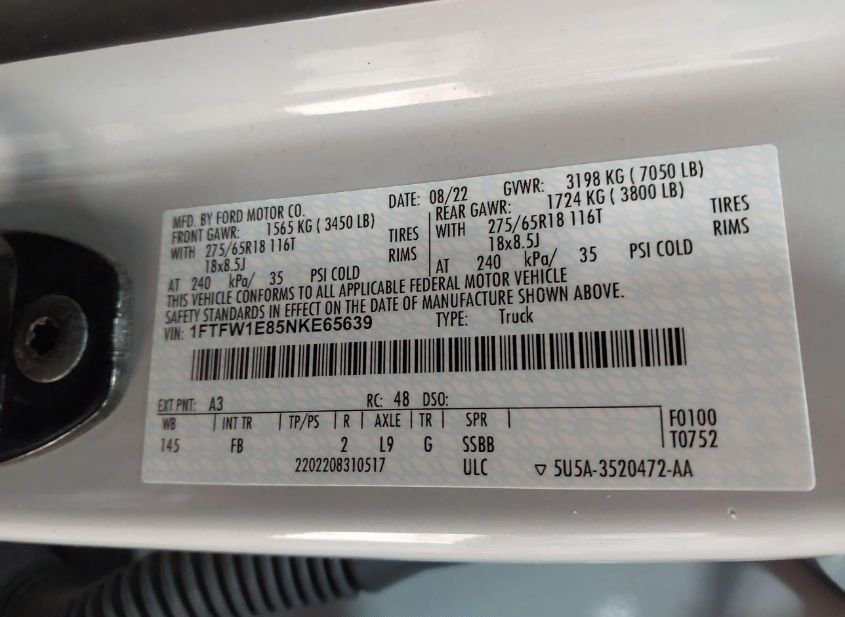 MFD. BY FORD MOTOR CO. DATE: 08/22 GVWR: 3198 KG ( 7050 LB)
FRONT GAWR: 1565 KG ( 3450 LB) REAR GAWR: 1724 KG ( 3800 LB)
WITH 275/65R18 116T TIRES WITH 275/65R18 116T TIRES
18x8.5J RIMS 18x8.5J RIMS
AT 240 kPa/ 35 PSI COLD AT 240 kPa/ 35 PSI COLD
THIS VEHICLE CONFORMS TO ALL APPLICABLE FEDERAL MOTOR VEHICLE
SAFETY STANDARDS IN EFFECT ON THE DATE OF MANUFACTURE SHOWN ABOVE.
VIN: 1FTFW1E85NKE65639 TYPE: Truck
EXT PNT: A3 RC: 48 DSO:
WB | INT TR | TP/PS | R | AXLE | TR | SPR | F0100
145 FB 2 L9 G SSBB T0752
2202208310517 ULC ▽ 5U5A-3520472-AA